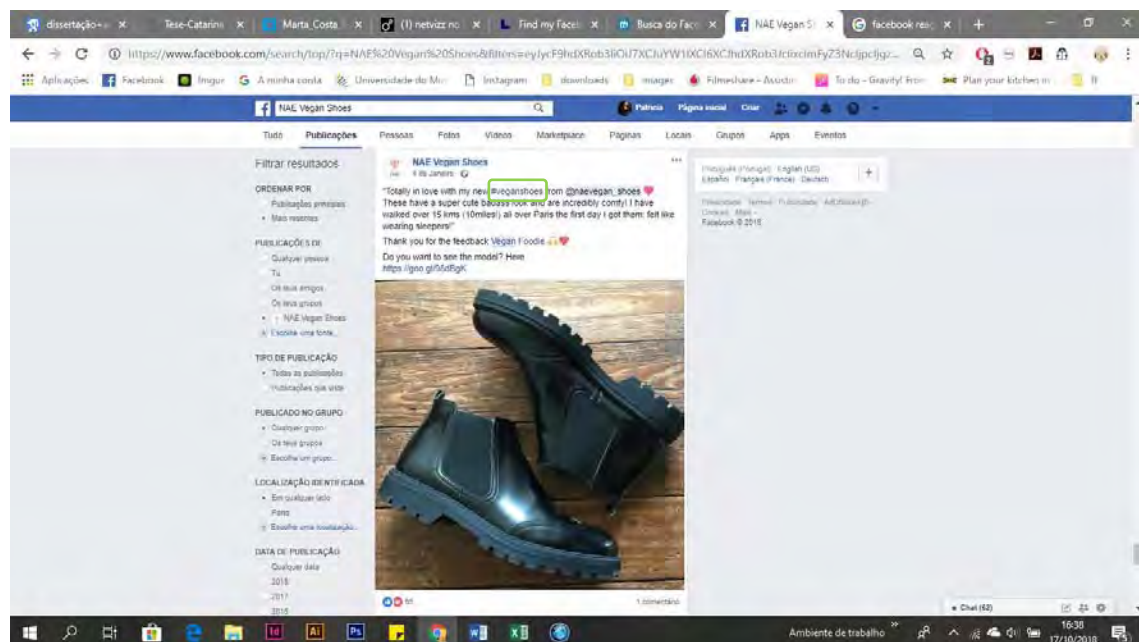 dissertação
Tese-Catarina
Marta_Costa
(1) netvizz no
Find my Face
Busca do Face
NAE Vegan S
facebook
https://www.facebook.com/search/top/?q=NAE%20Vegan%20Shoes&filters=
Aplicações
Facebook
Imgur
A minha conta
Universidade do Mi
Instagram
downloads
images
Filmeshare - Assistir
To do - Gravity! Fron
Plan your kitchen in
NAE Vegan Shoes
Patrícia
Página inicial
Criar
Tudo
Publicações
Pessoas
Fotos
Vídeos
Marketplace
Páginas
Locais
Grupos
Apps
Eventos
Filtrar resultados
ORDENAR POR
Publicações principais
Mais recentes
PUBLICAÇÕES DE
Qualquer pessoa
Tu
Os teus amigos
Os teus grupos
NAE Vegan Shoes
Escolhe uma fonte...
TIPO DE PUBLICAÇÃO
Todas as publicações
Publicações que viste
PUBLICADO NO GRUPO
Qualquer grupo
Os teus grupos
Escolhe um grupo...
LOCALIZAÇÃO IDENTIFICADA
Em qualquer lado
Escolhe uma localização...
DATA DE PUBLICAÇÃO
Qualquer data
2018
2017
2016
NAE Vegan Shoes
4 de Janeiro
"Totally in love with my new #veganshoes from @naevegan_shoes
These have a super cute badass look and are incredibly comfy! I have
walked over 15 kms (10miles!) all over Paris the first day I got them: felt like
wearing sleepers!"
Thank you for the feedback Vegan Foodie
Do you want to see the model? Here
1 comentário
Português (Portugal) · English (US)
Español · Français (France) · Deutsch
Facebook © 2018
Chat (62)
Ambiente de trabalho
16:38
17/10/2018